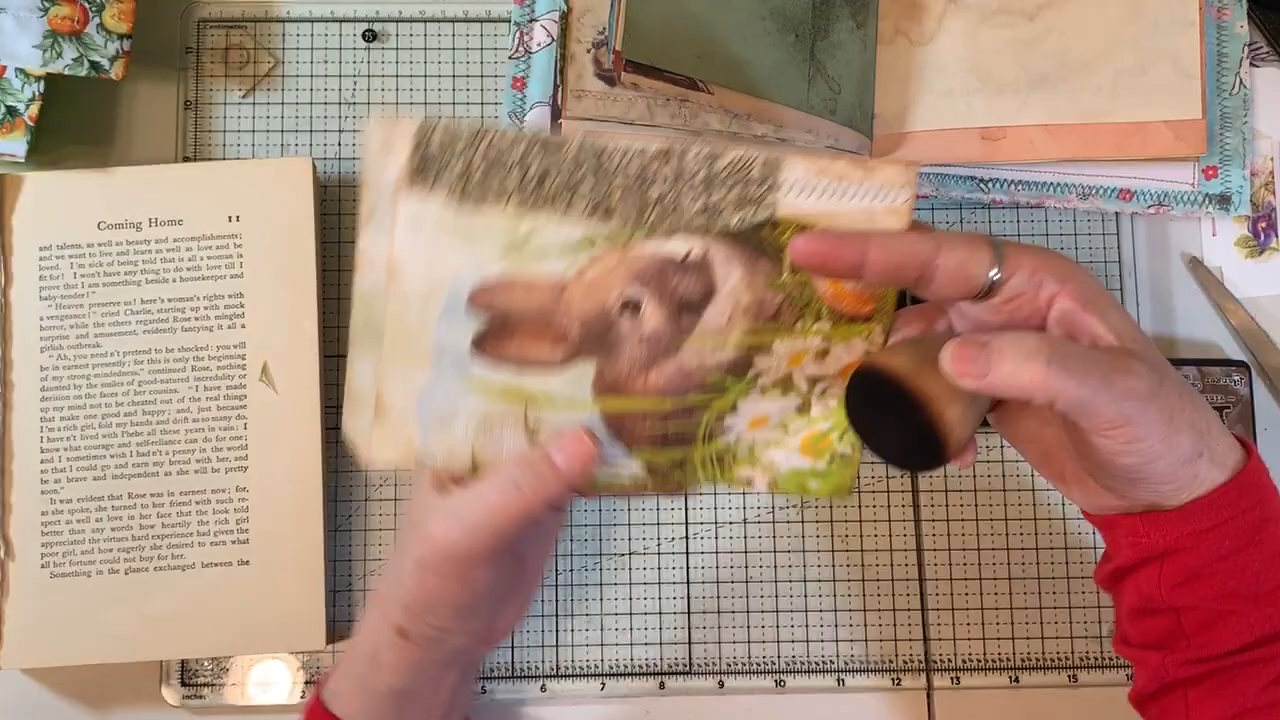 Centimetres
75
Coming Home 11
and talents, as well as beauty and accomplishments;
and we want to live and learn as well as love and be
loved. I'm sick of being told that is all a woman is
fit for! I won't have any thing to do with love till I
prove that I am something beside a housekeeper and
baby-tender!"
"Heaven preserve us! here's woman's rights with
a vengeance!" cried Charlie, starting up with mock
horror, while the others regarded Rose with mingled
surprise and amusement, evidently fancying it all a
girlish outbreak.
"Ah, you need n't pretend to be shocked: you will
be in earnest presently; for this is only the beginning
of my strong-mindedness," continued Rose, nothing
daunted by the smiles of good-natured incredulity or
derision on the faces of her cousins. "I have made
up my mind not to be cheated out of the real things
that make one good and happy; and, just because
I'm a rich girl, fold my hands and drift as so many do.
I have n't lived with Phebe all these years in vain: I
know what courage and self-reliance can do for one;
and I sometimes wish I had n't a penny in the world
so that I could go and earn my bread with her, and
be as brave and independent as she will be pretty
soon."
It was evident that Rose was in earnest now; for,
as she spoke, she turned to her friend with such re-
spect as well as love in her face that the look told
better than any words how heartily the rich girl
appreciated the virtues hard experience had given the
poor girl, and how eagerly she desired to earn what
all her fortune could not buy for her.
Something in the glance exchanged between the
Inches 2 5 6 7 8 9 10 11 12 13 14 15